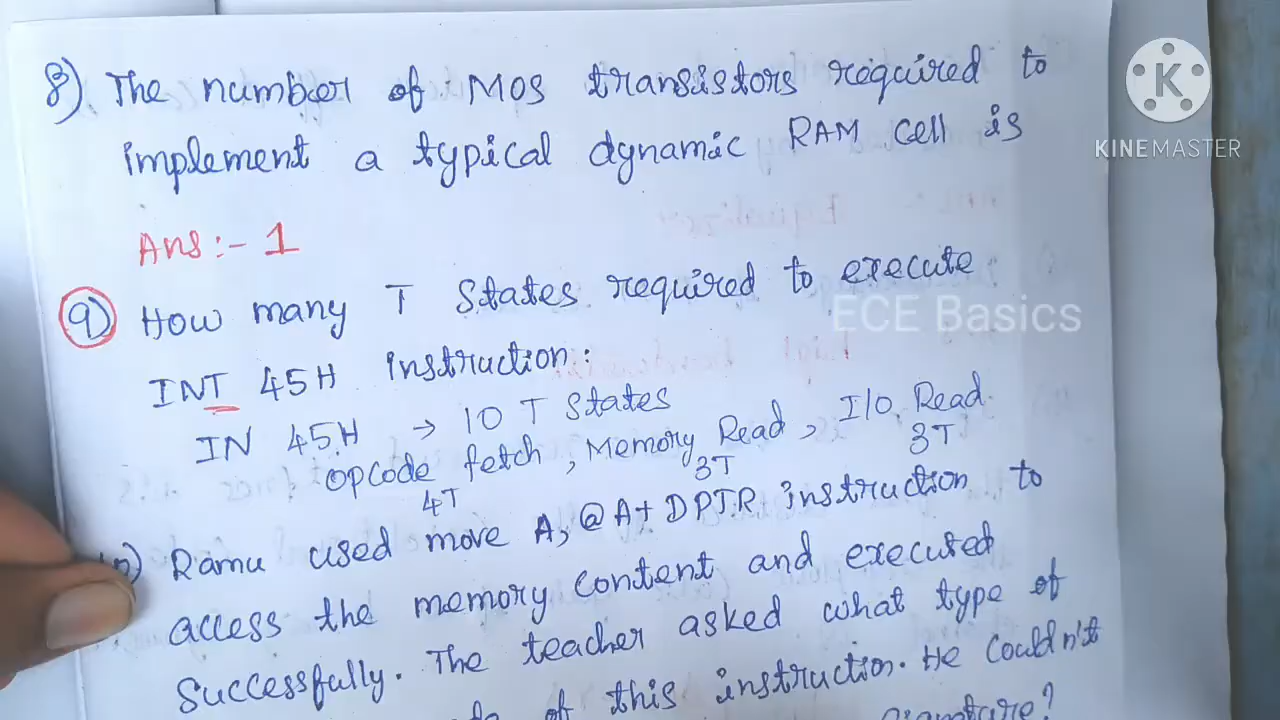 8) The number of MOS transistors required to
implement a typical dynamic RAM cell is
Ans:- 1
9) How many T States required to execute
INT 45H instruction:
IN 45H → 10 T States
opcode fetch, Memory Read, I/O Read
4T 3T 3T
Ramu used move A, @A+ DPTR instruction to
access the memory content and executed
successfully. The teacher asked what type of
of this instruction. He couldn't
K
KINEMASTER
ECE Basics